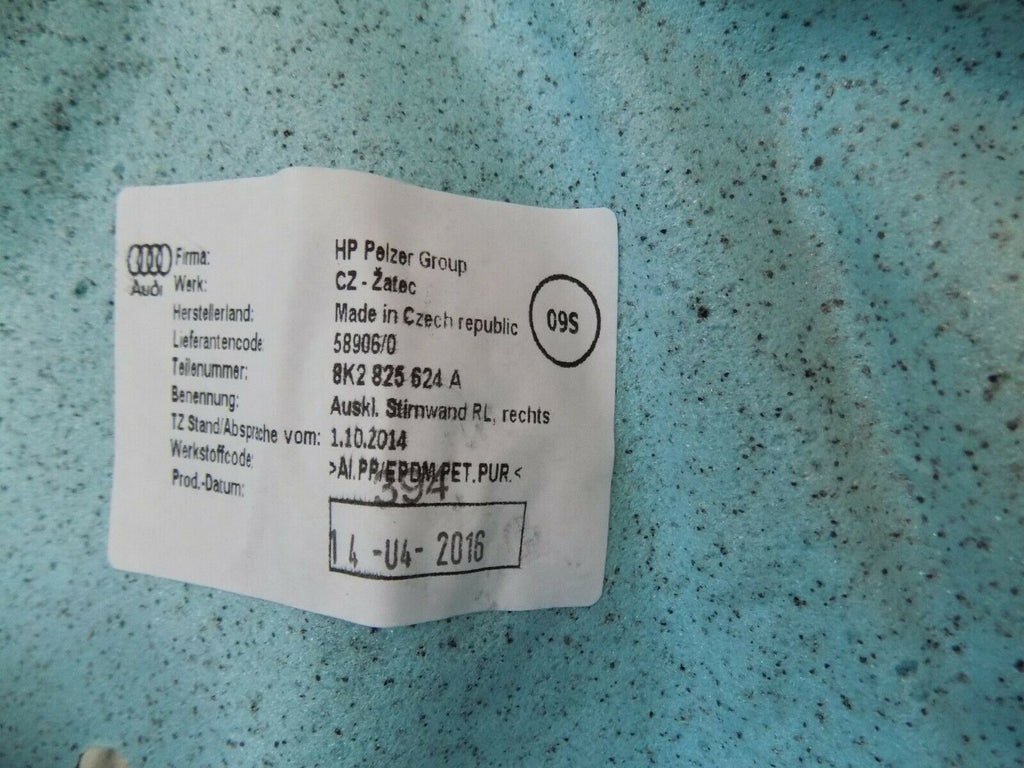 Firma: HP Pelzer Group
Audi Werk: CZ - Žatec
Herstellerland: Made in Czech republic
09S
Lieferantencode: 58906/0
Teilenummer: 8K2 825 624 A
Benennung: Auskl. Stirnwand RL, rechts
TZ Stand/Absprache vom: 1.10.2014
Werkstoffcode: >Al.PP/EPDM.PET.PUR.<
394
Prod.-Datum:
14 -04- 2016